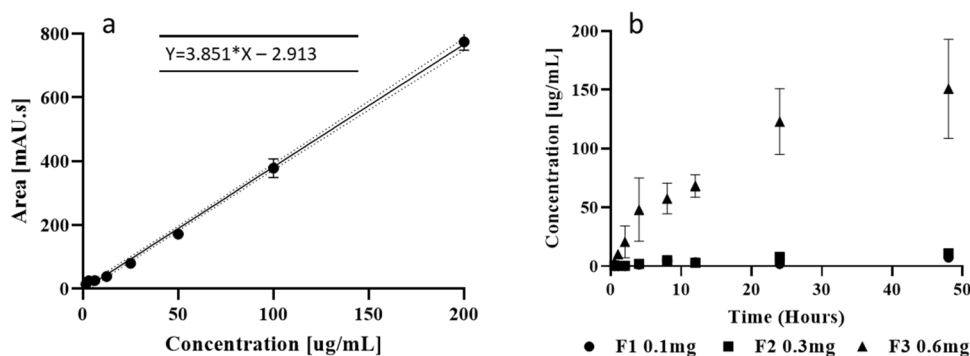 a
Y=3.851*X – 2.913
Area [mAU.s]
800
600
400
200
0
0 50 100 150 200
Concentration [ug/mL]
b
Concentration [ug/mL]
200
150
100
50
0
0 10 20 30 40 50
Time (Hours)
F1 0.1mg F2 0.3mg F3 0.6mg